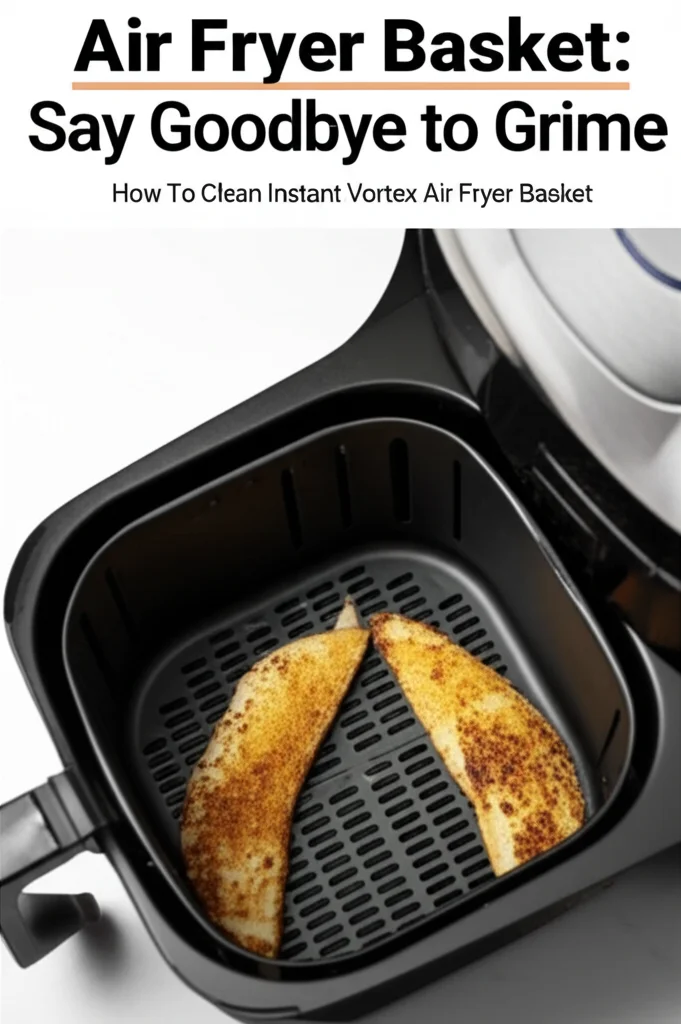 Air Fryer Basket:
Say Goodbye to Grime
How To Clean Instant Vortex Air Fryer Basket